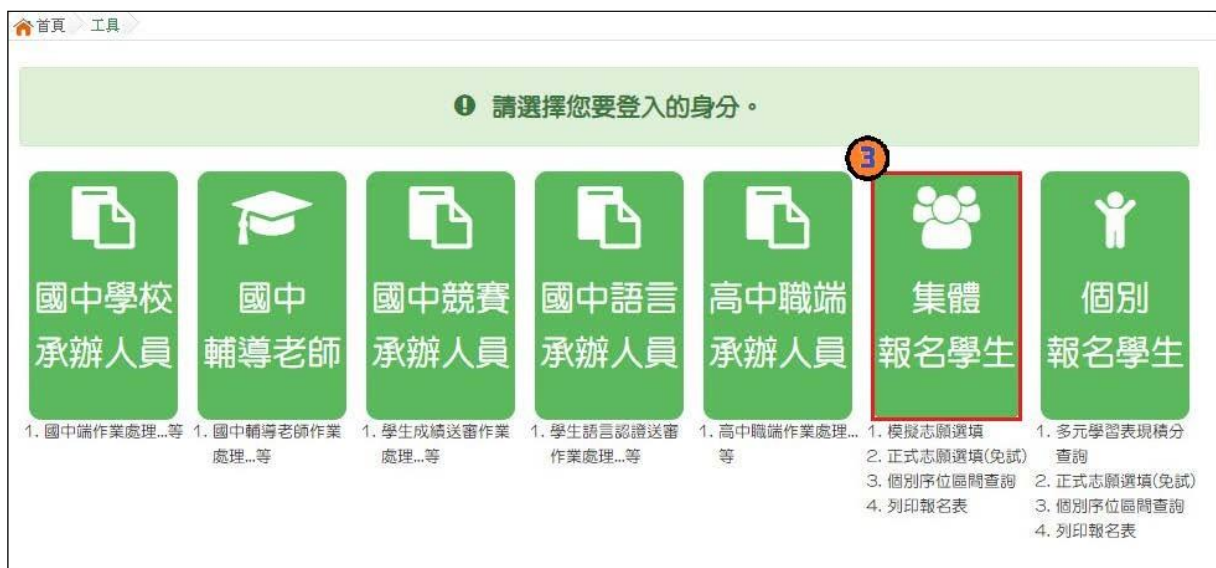 首頁 工具
請選擇您要登入的身分。
3
國中學校
承辦人員
1. 國中端作業處理...等
國中
輔導老師
1. 國中輔導老師作業
處理...等
國中競賽
承辦人員
1. 學生成績送審作業
處理...等
國中語言
承辦人員
1. 學生語言認證送審
作業處理...等
高中職端
承辦人員
1. 高中職端作業處理...
等
集體
報名學生
1. 模擬志願選填
2. 正式志願選填(免試)
3. 個別序位區間查詢
4. 列印報名表
個別
報名學生
1. 多元學習表現積分
查詢
2. 正式志願選填(免試)
3. 個別序位區間查詢
4. 列印報名表